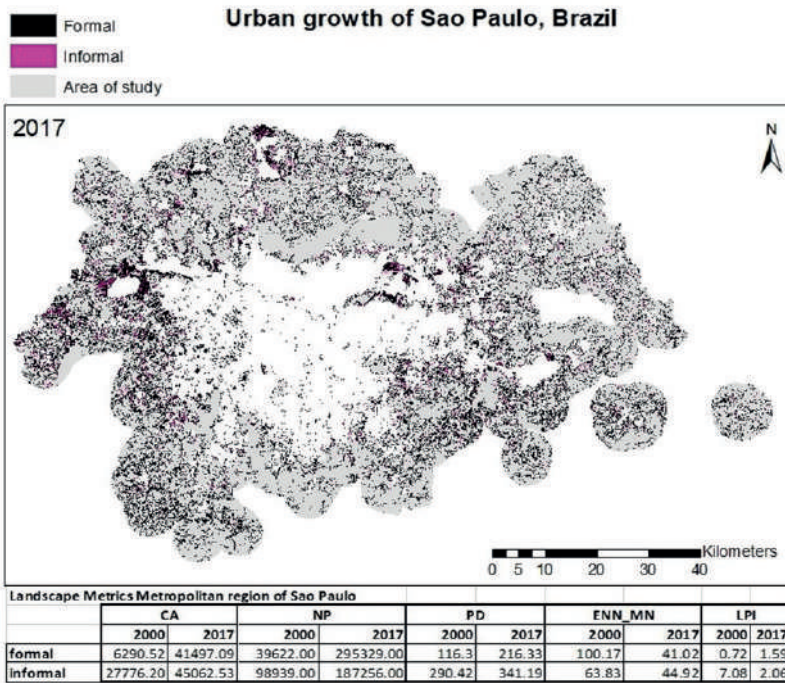 Urban growth of Sao Paulo, Brazil
Formal
Informal
Area of study
2017
N
Kilometers
0 5 10 20 30 40
Landscape Metrics Metropolitan region of Sao Paulo
CA NP PD ENN_MN LPI
2000 2017 2000 2017 2000 2017 2000 2017 2000 2017
formal 6290.52 41497.09 39622.00 295329.00 116.3 216.33 100.17 41.02 0.72 1.59
informal 27776.20 45062.53 98939.00 187256.00 290.42 341.19 63.83 44.92 7.08 2.06